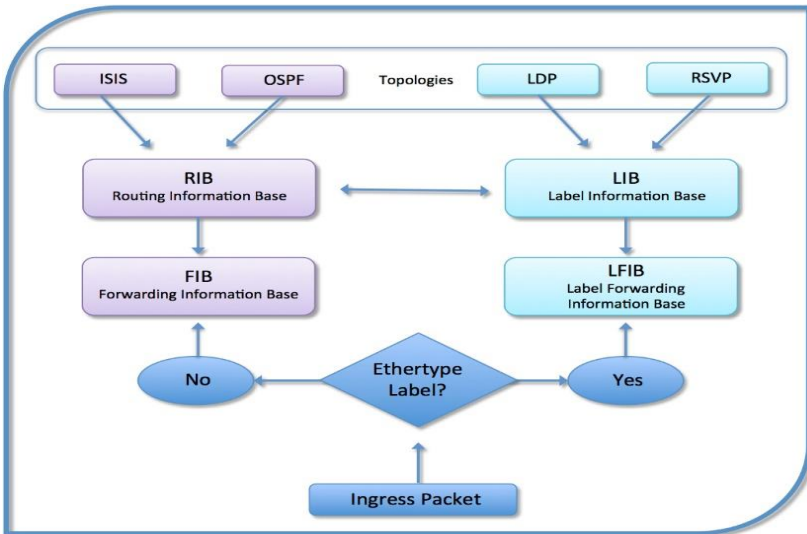 ISIS
OSPF
Topologies
LDP
RSVP
RIB
Routing Information Base
LIB
Label Information Base
FIB
Forwarding Information Base
LFIB
Label Forwarding
Information Base
No
Ethertype
Label?
Yes
Ingress Packet